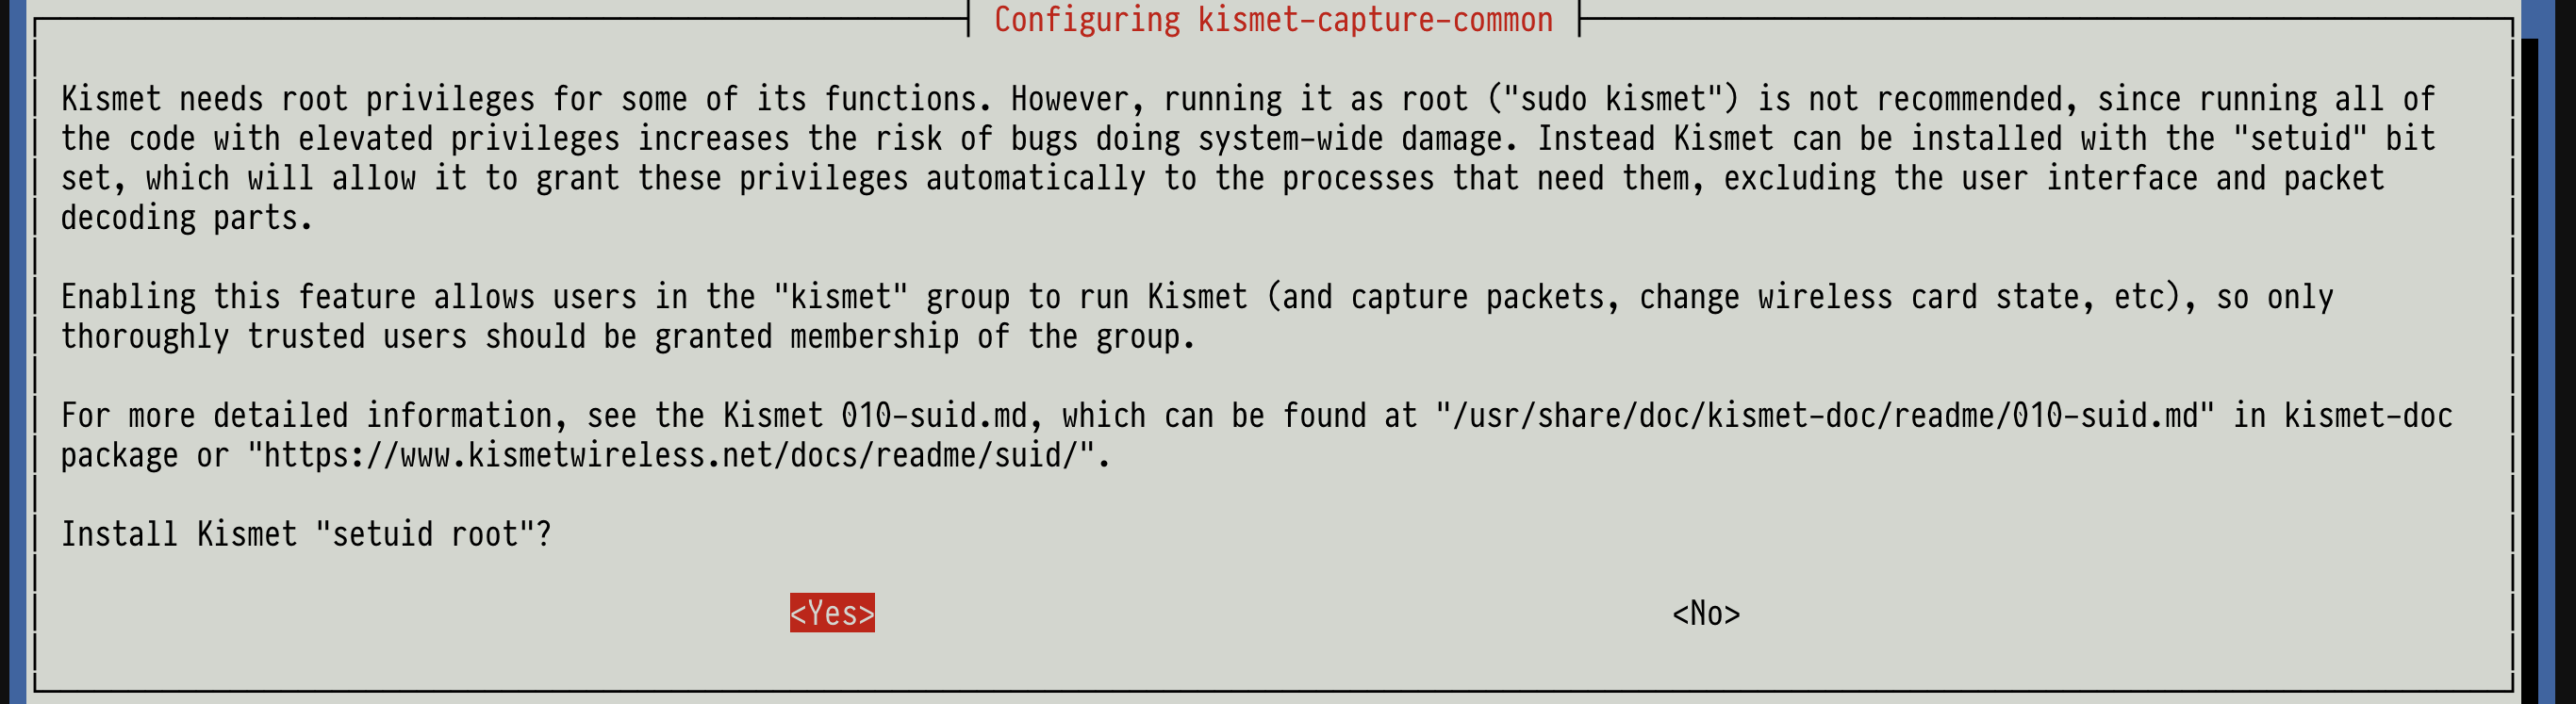 Configuring kismet-capture-common
Kismet needs root privileges for some of its functions. However, running it as root ("sudo kismet") is not recommended, since running all of
the code with elevated privileges increases the risk of bugs doing system-wide damage. Instead Kismet can be installed with the "setuid" bit
set, which will allow it to grant these privileges automatically to the processes that need them, excluding the user interface and packet
decoding parts.
Enabling this feature allows users in the "kismet" group to run Kismet (and capture packets, change wireless card state, etc), so only
thoroughly trusted users should be granted membership of the group.
For more detailed information, see the Kismet 010-suid.md, which can be found at "/usr/share/doc/kismet-doc/readme/010-suid.md" in kismet-doc
package or "https://www.kismetwireless.net/docs/readme/suid/".
Install Kismet "setuid root"?
<Yes> <No>